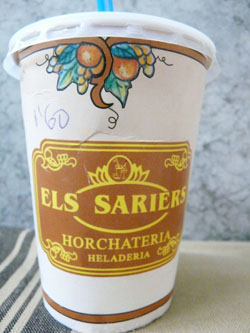 1'60
ELS SARIERS
HORCHATERIA
HELADERIA